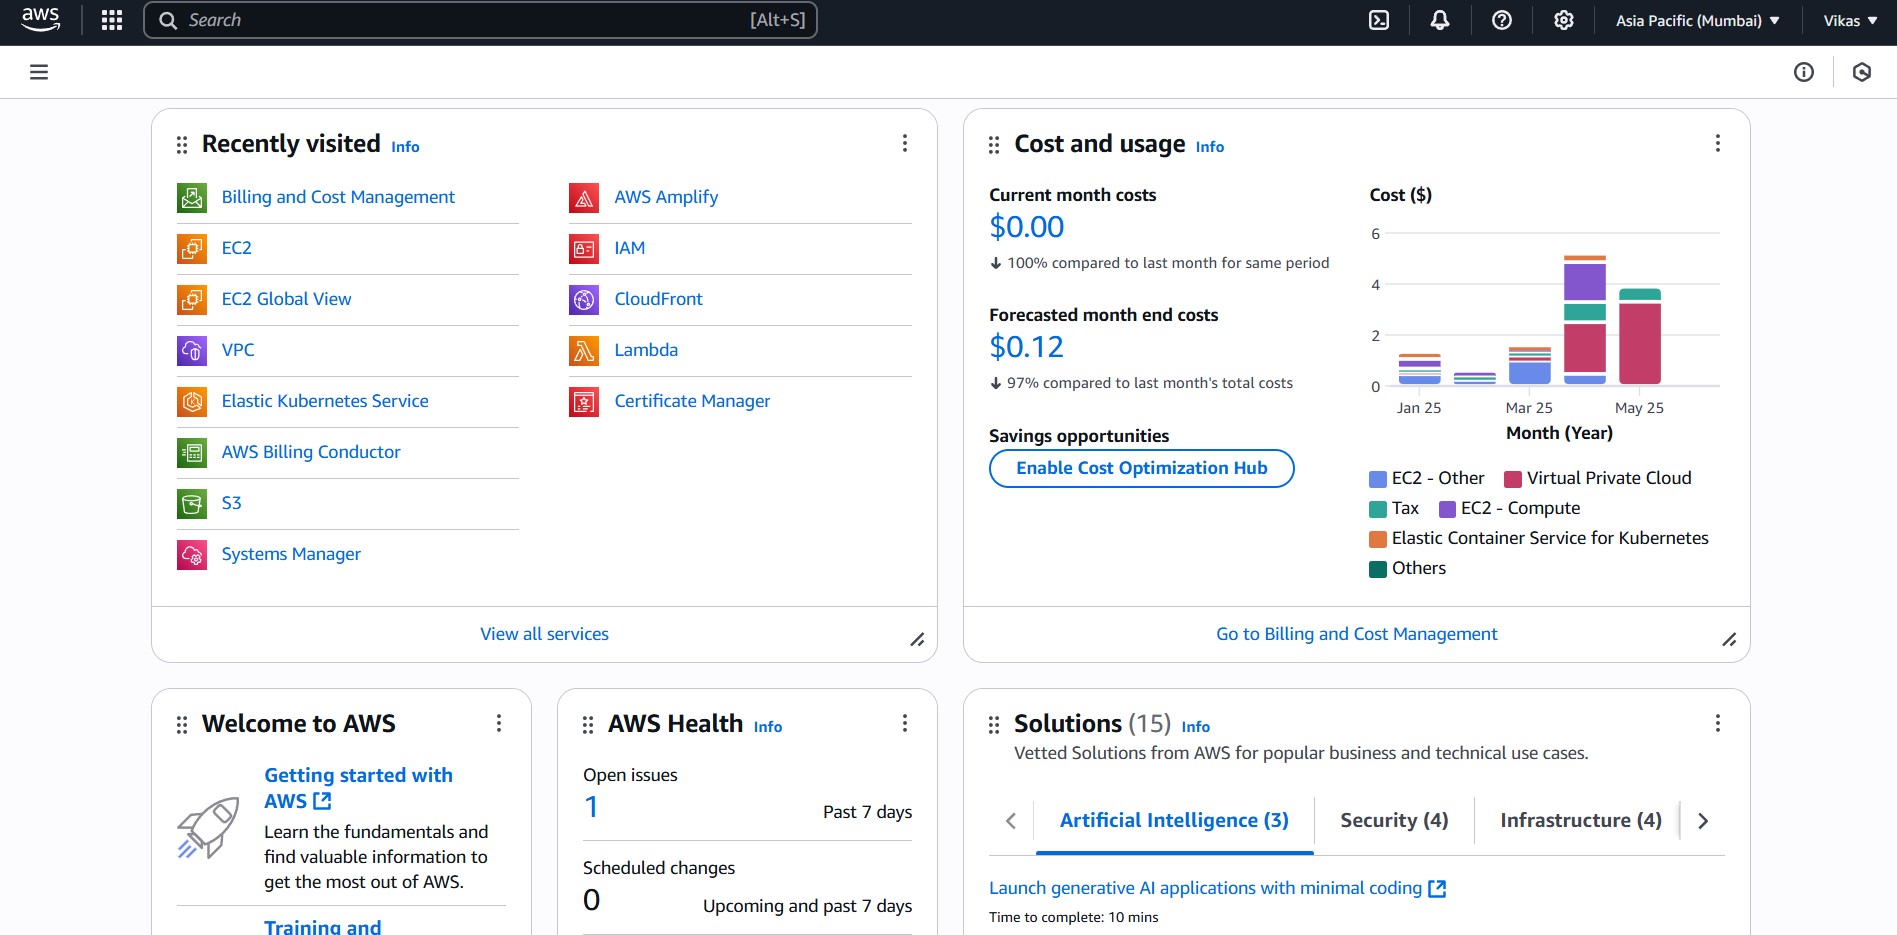 aws
Search
[Alt+S]
Asia Pacific (Mumbai)
Vikas
Recently visited Info
Billing and Cost Management
EC2
EC2 Global View
VPC
Elastic Kubernetes Service
AWS Billing Conductor
S3
Systems Manager
AWS Amplify
IAM
CloudFront
Lambda
Certificate Manager
View all services
Cost and usage Info
Current month costs
$0.00
100% compared to last month for same period
Forecasted month end costs
$0.12
97% compared to last month's total costs
Savings opportunities
Enable Cost Optimization Hub
Cost ($)
6
4
2
0
Jan 25 Mar 25 May 25
Month (Year)
EC2 - Other Virtual Private Cloud
Tax EC2 - Compute
Elastic Container Service for Kubernetes
Others
Go to Billing and Cost Management
Welcome to AWS
Getting started with
AWS
Learn the fundamentals and
find valuable information to
get the most out of AWS.
Training and
AWS Health Info
Open issues
1 Past 7 days
Scheduled changes
0 Upcoming and past 7 days
Solutions (15) Info
Vetted Solutions from AWS for popular business and technical use cases.
Artificial Intelligence (3) Security (4) Infrastructure (4)
Launch generative AI applications with minimal coding
Time to complete: 10 mins